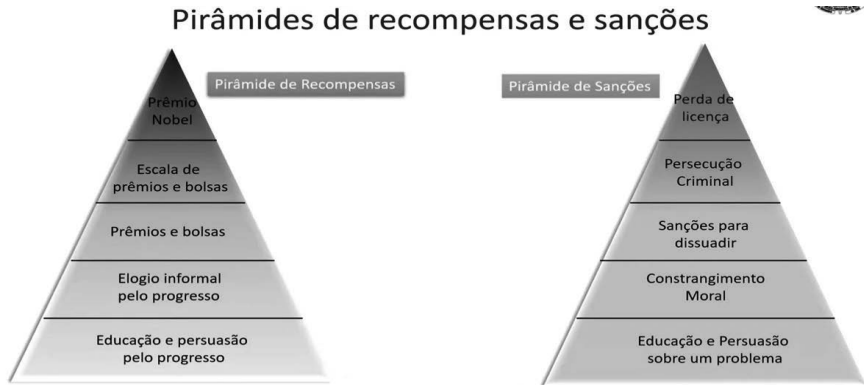 Pirâmides de recompensas e sanções
Pirâmide de Recompensas
Prêmio
Nobel
Escala de
prêmios e bolsas
Prêmios e bolsas
Elogio informal
pelo progresso
Educação e persuasão
pelo progresso
Pirâmide de Sanções
Perda de
licença
Persecução
Criminal
Sanções para
dissuadir
Constrangimento
Moral
Educação e Persuasão
sobre um problema